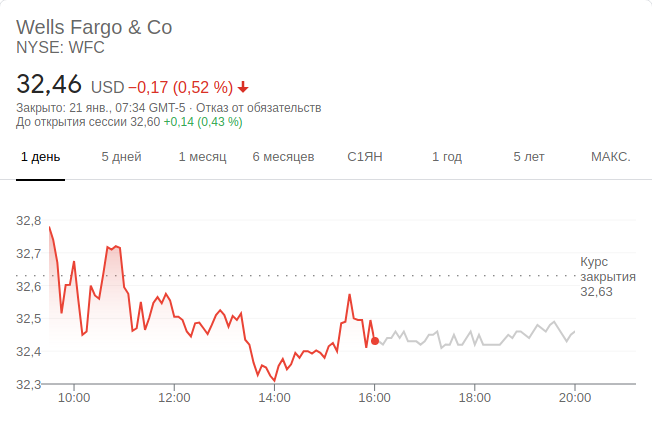 Wells Fargo & Co
NYSE: WFC
32,46 USD −0,17 (0,52 %)
Закрыто: 21 янв., 07:34 GMT-5 · Отказ от обязательств
До открытия сессии 32,60 +0,14 (0,43 %)
1 день 5 дней 1 месяц 6 месяцев С1ЯН 1 год 5 лет МАКС.
32,8
32,7
Курс
закрытия
32,63
32,6
32,5
32,4
32,3
10:00 12:00 14:00 16:00 18:00 20:00